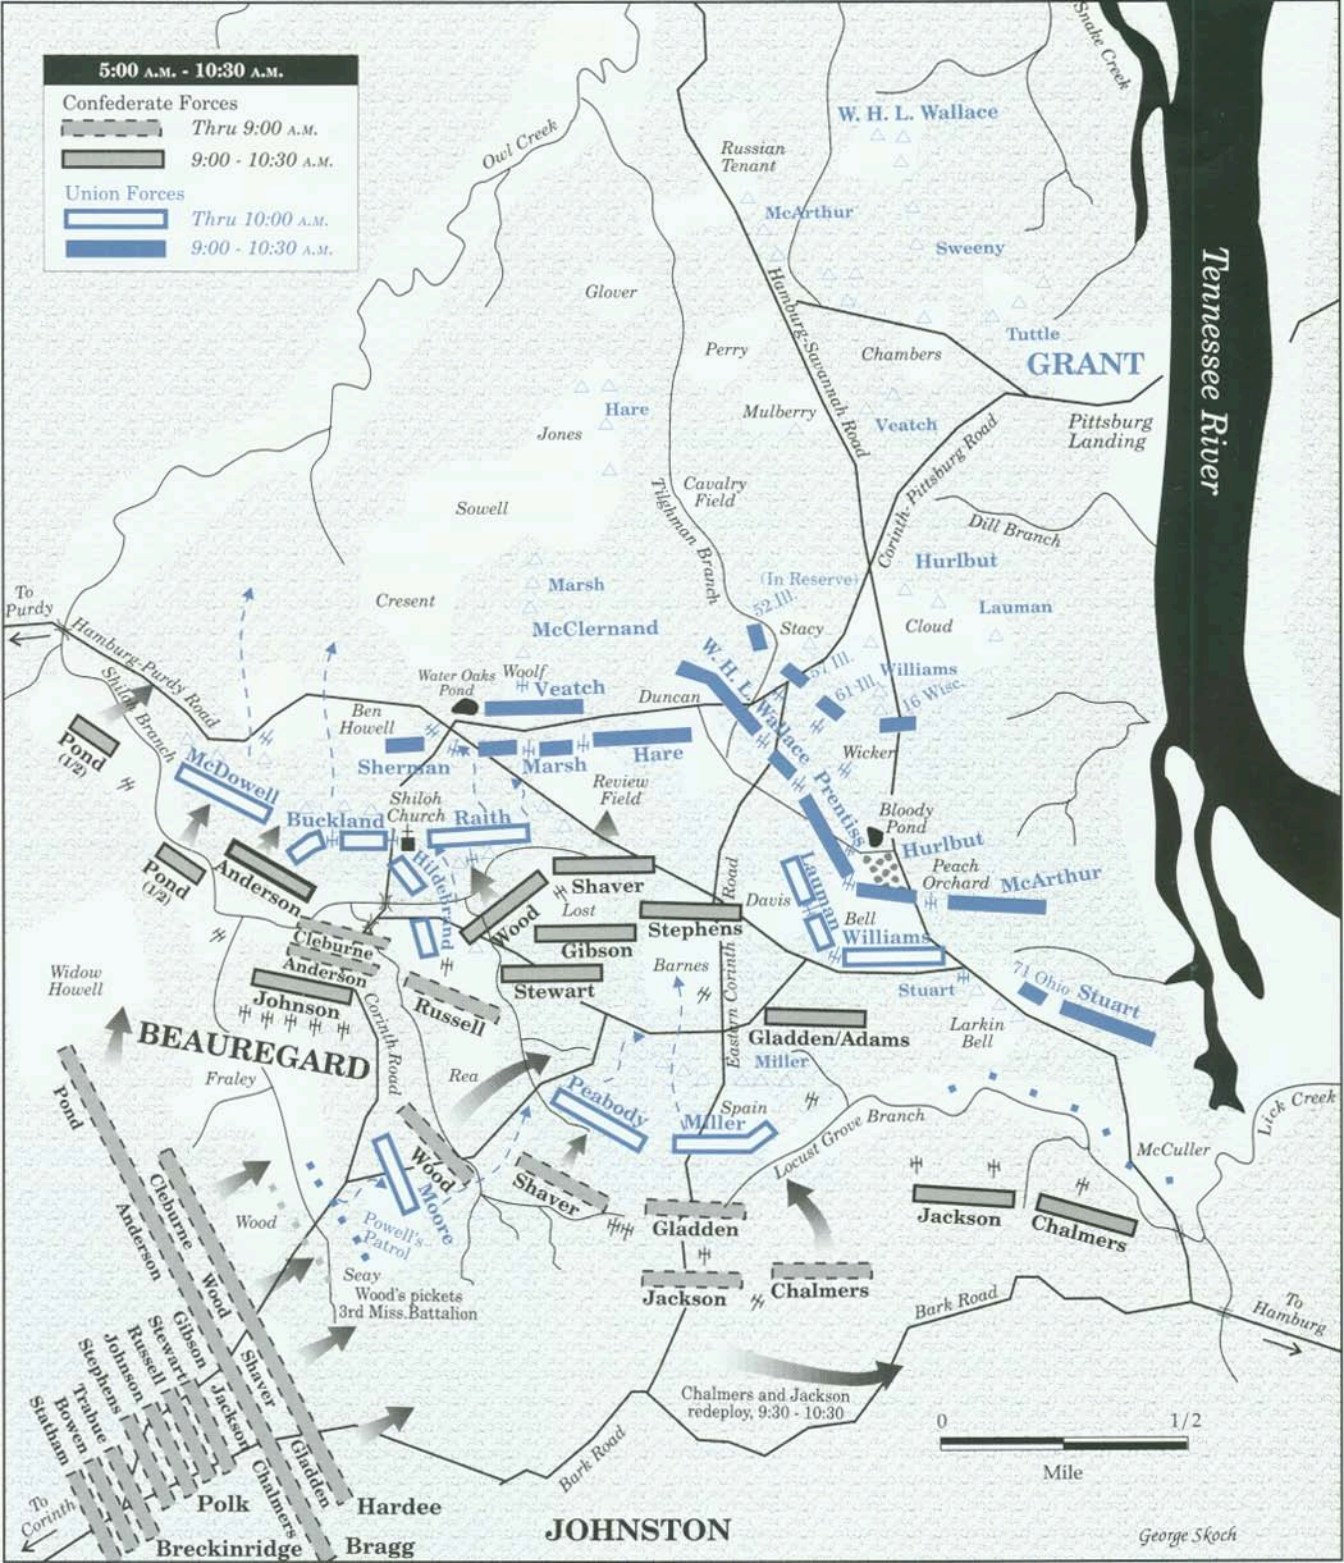 5:00 A.M. - 10:30 A.M.
Confederate Forces
Thru 9:00 A.M.
9:00 - 10:30 A.M.
Union Forces
Thru 10:00 A.M.
9:00 - 10:30 A.M.
Snake Creek
Owl Creek
W. H. L. Wallace
Russian
Tenant
McArthur
Sweeny
Tennessee River
Hamburg-Savannah Road
Glover
Tuttle
GRANT
Perry
Chambers
Hare
Mulberry
Veatch
Pittsburg
Landing
Jones
Corinth-Pittsburg Road
Cavalry
Field
Sowell
Tilghman Branch
Dill Branch
Hurlbut
Marsh
(In Reserve)
52 Ill.
To
Purdy
Cresent
Lauman
McClernand
Stacy
Cloud
Hamburg-Purdy Road
Shiloh Branch
Water Oaks
Pond
Woolf
Veatch
W. H. L. Wallace
57 Ill.
Williams
61 Ill.
16 Wisc.
Duncan
Ben
Howell
Pond
(1/2)
McDowell
Sherman
Marsh
Hare
Wicker
Prentiss
Review
Field
Shiloh
Church
Buckland
Raith
Bloody
Pond
Hurlbut
Pond
(1/2)
Anderson
Hildebrand
Shaver
Lauman
Peach
Orchard
McArthur
Wood
Lost
Stephens
Davis
Bell
Cleburne
Gibson
Williams
Anderson
Barnes
Widow
Howell
Johnson
Stewart
Stuart
71 Ohio
Stuart
Russell
BEAUREGARD
Corinth Road
Eastern Corinth Road
Gladden/Adams
Larkin
Bell
Fraley
Rea
Miller
Pond
Peabody
Spain
Miller
Locust Grove Branch
Lick Creek
McCuller
Wood
Moore
Shaver
Cleburne
Anderson
Wood
Powell's
Patrol
Gladden
Jackson
Chalmers
Seay
Wood's pickets
3rd Miss. Battalion
Jackson
Chalmers
Bark Road
To
Hamburg
Wood
Gibson
Stewart
Russell
Johnson
Stephens
Trabue
Bowen
Statham
Shaver
Jackson
Gladden
Chalmers
Chalmers and Jackson
redeploy, 9:30 - 10:30
0 1/2
Mile
Bark Road
To
Corinth
Polk
Hardee
Breckinridge
Bragg
JOHNSTON
George Skoch